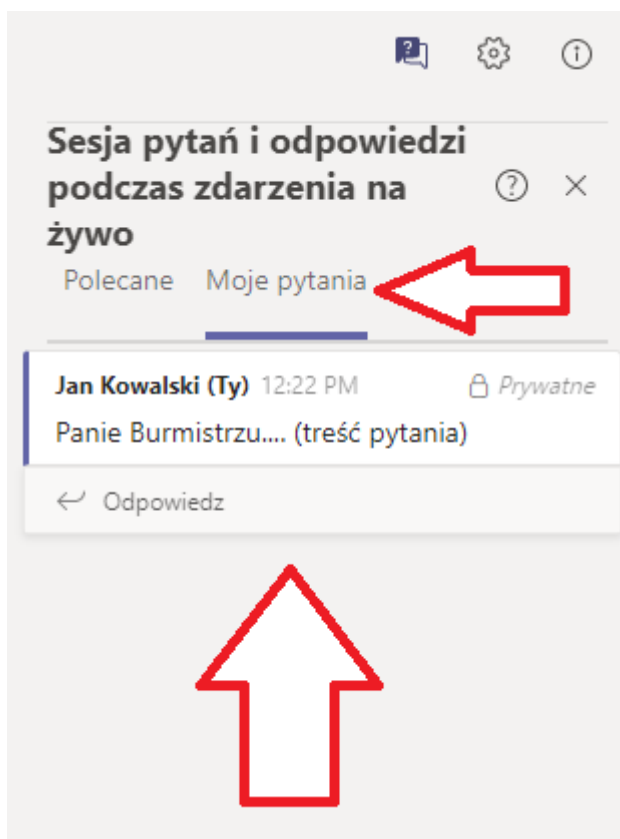 Sesja pytań i odpowiedzi
podczas zdarzenia na
żywo
Polecane Moje pytania
Jan Kowalski (Ty) 12:22 PM Prywatne
Panie Burmistrzu.... (treść pytania)
Odpowiedz